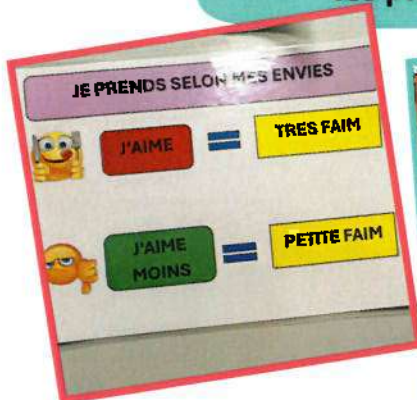 JE PRENDS SELON MES ENVIES
J'AIME = TRES FAIM
J'AIME
MOINS = PETITE FAIM